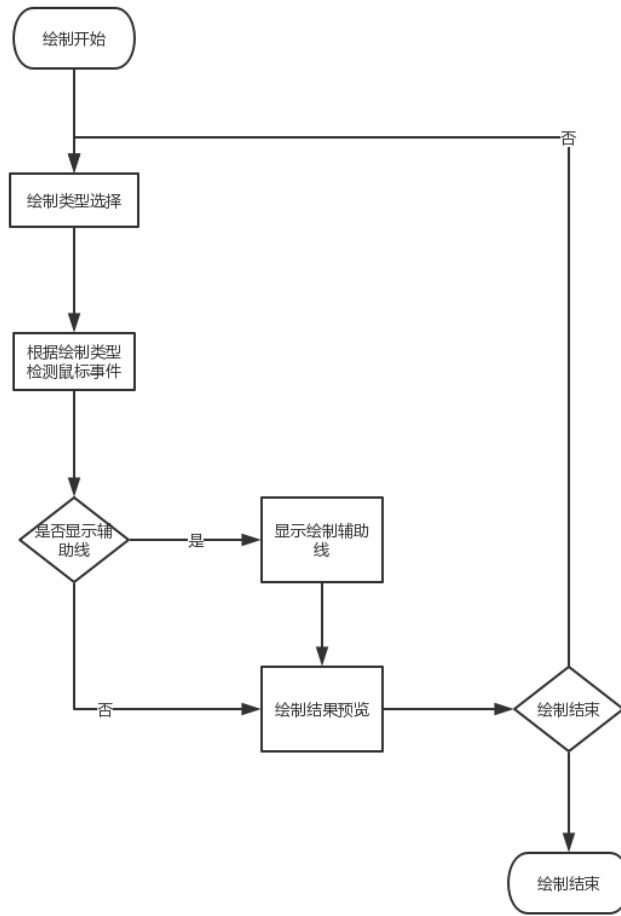 绘制开始
否
绘制类型选择
根据绘制类型
检测鼠标事件
是否显示辅
助线
是
显示绘制辅助
线
否
绘制结果预览
绘制结束
绘制结束